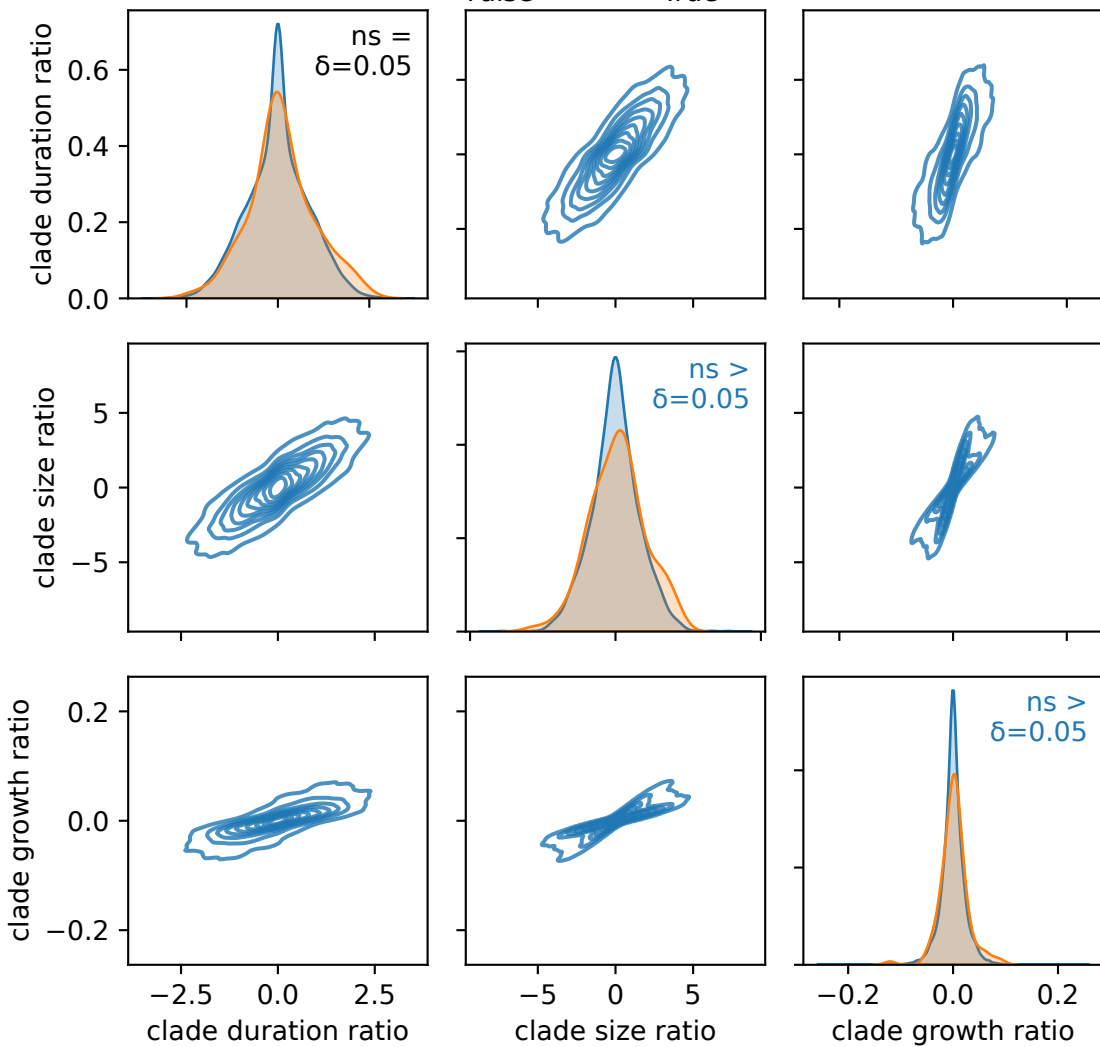 clade duration ratio
0.6
0.4
0.2
0.0
ns =
δ=0.05
clade size ratio
5
0
−5
ns >
δ=0.05
clade growth ratio
0.2
0.0
−0.2
ns >
δ=0.05
−2.5 0.0 2.5
−5 0 5
−0.2 0.0 0.2
clade duration ratio
clade size ratio
clade growth ratio